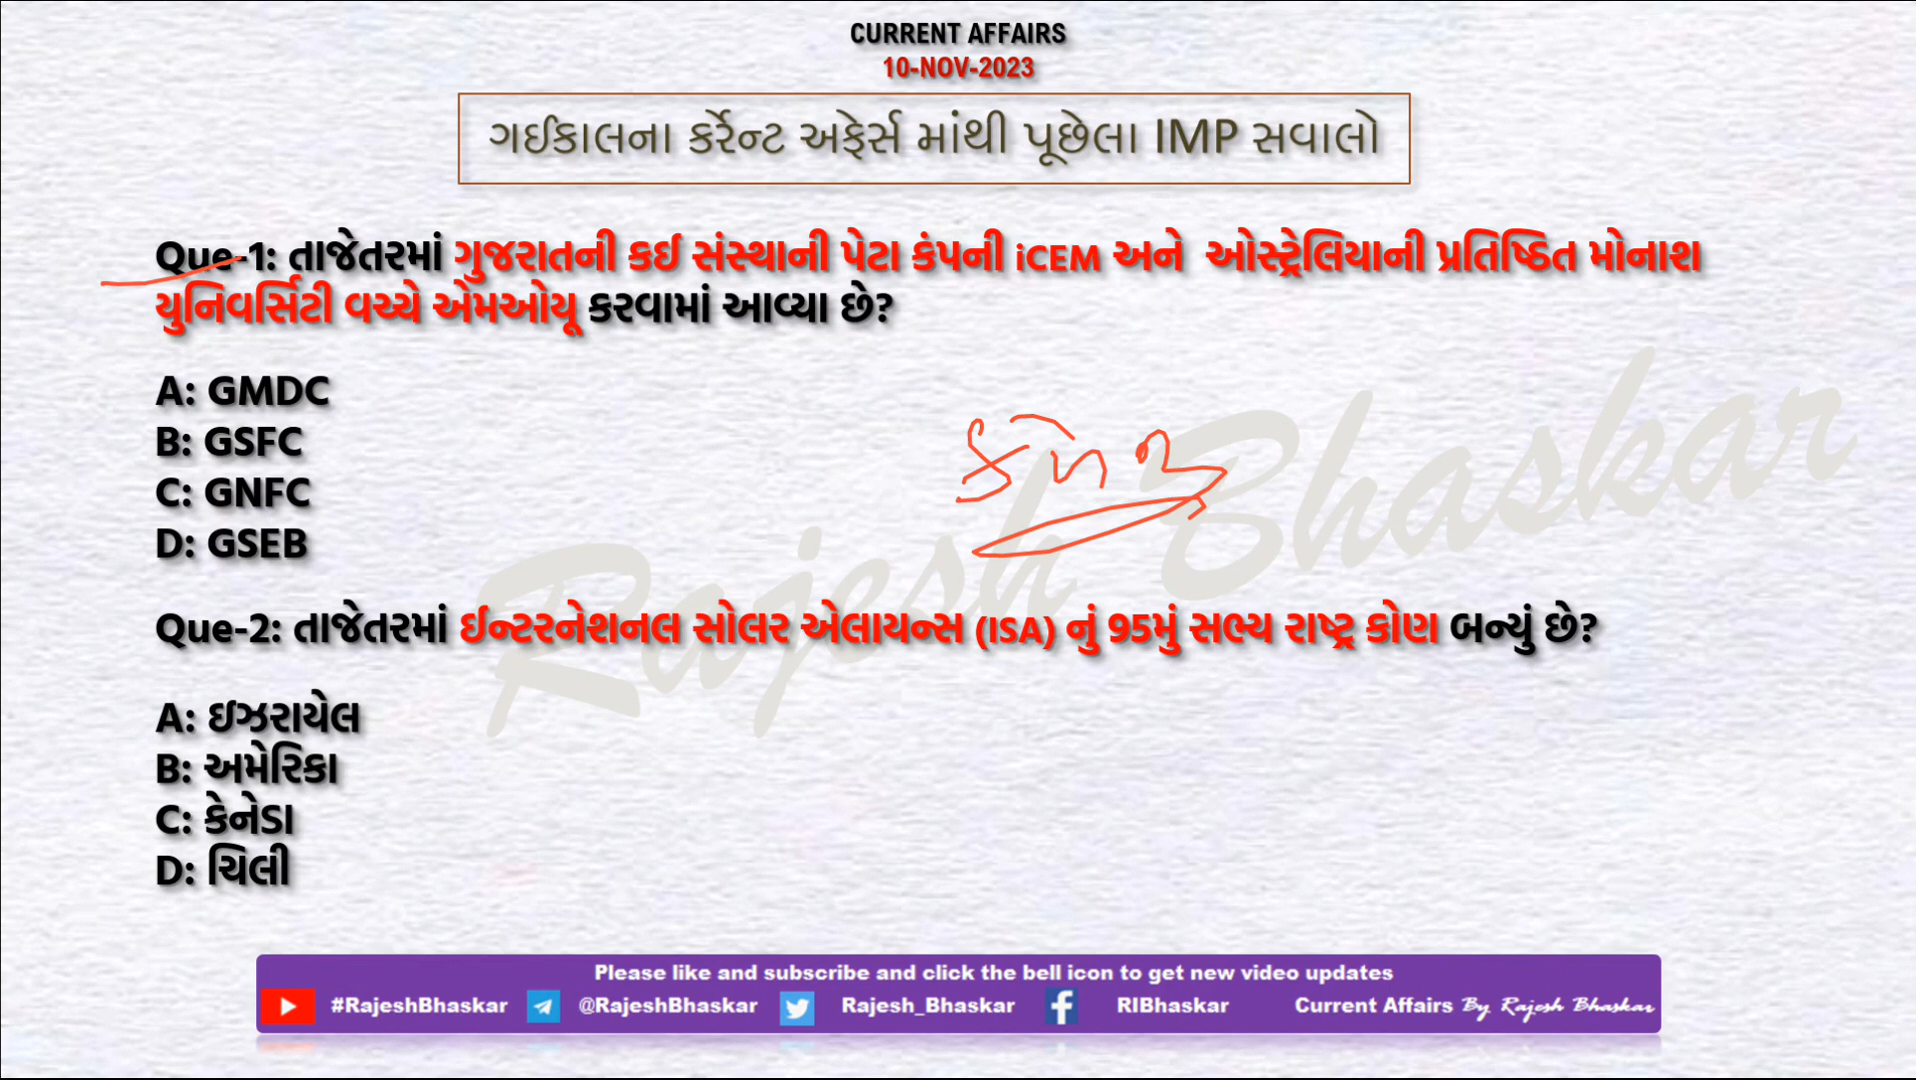 CURRENT AFFAIRS
10-NOV-2023
ગઈકાલના કર્રેન્ટ અફેર્સ માંથી પૂછેલા IMP સવાલો
Que-1: તાજેતરમાં ગુજરાતની કઈ સંસ્થાની પેટા કંપની iCEM અને ઓસ્ટ્રેલિયાની પ્રતિષ્ઠિત મોનાશ
યુનિવર્સિટી વચ્ચે એમઓયૂ કરવામાં આવ્યા છે?
A: GMDC
B: GSFC
C: GNFC
D: GSEB
Que-2: તાજેતરમાં ઈન્ટરનેશનલ સોલર એલાયન્સ (ISA) નું 95મું સભ્ય રાષ્ટ્ર કોણ બન્યું છે?
A: ઈઝરાયેલ
B: અમેરિકા
C: કેનેડા
D: ચિલી
Rajesh Bhaskar
Please like and subscribe and click the bell icon to get new video updates
#RajeshBhaskar @RajeshBhaskar Rajesh_Bhaskar RIBhaskar Current Affairs By Rajesh Bhaskar